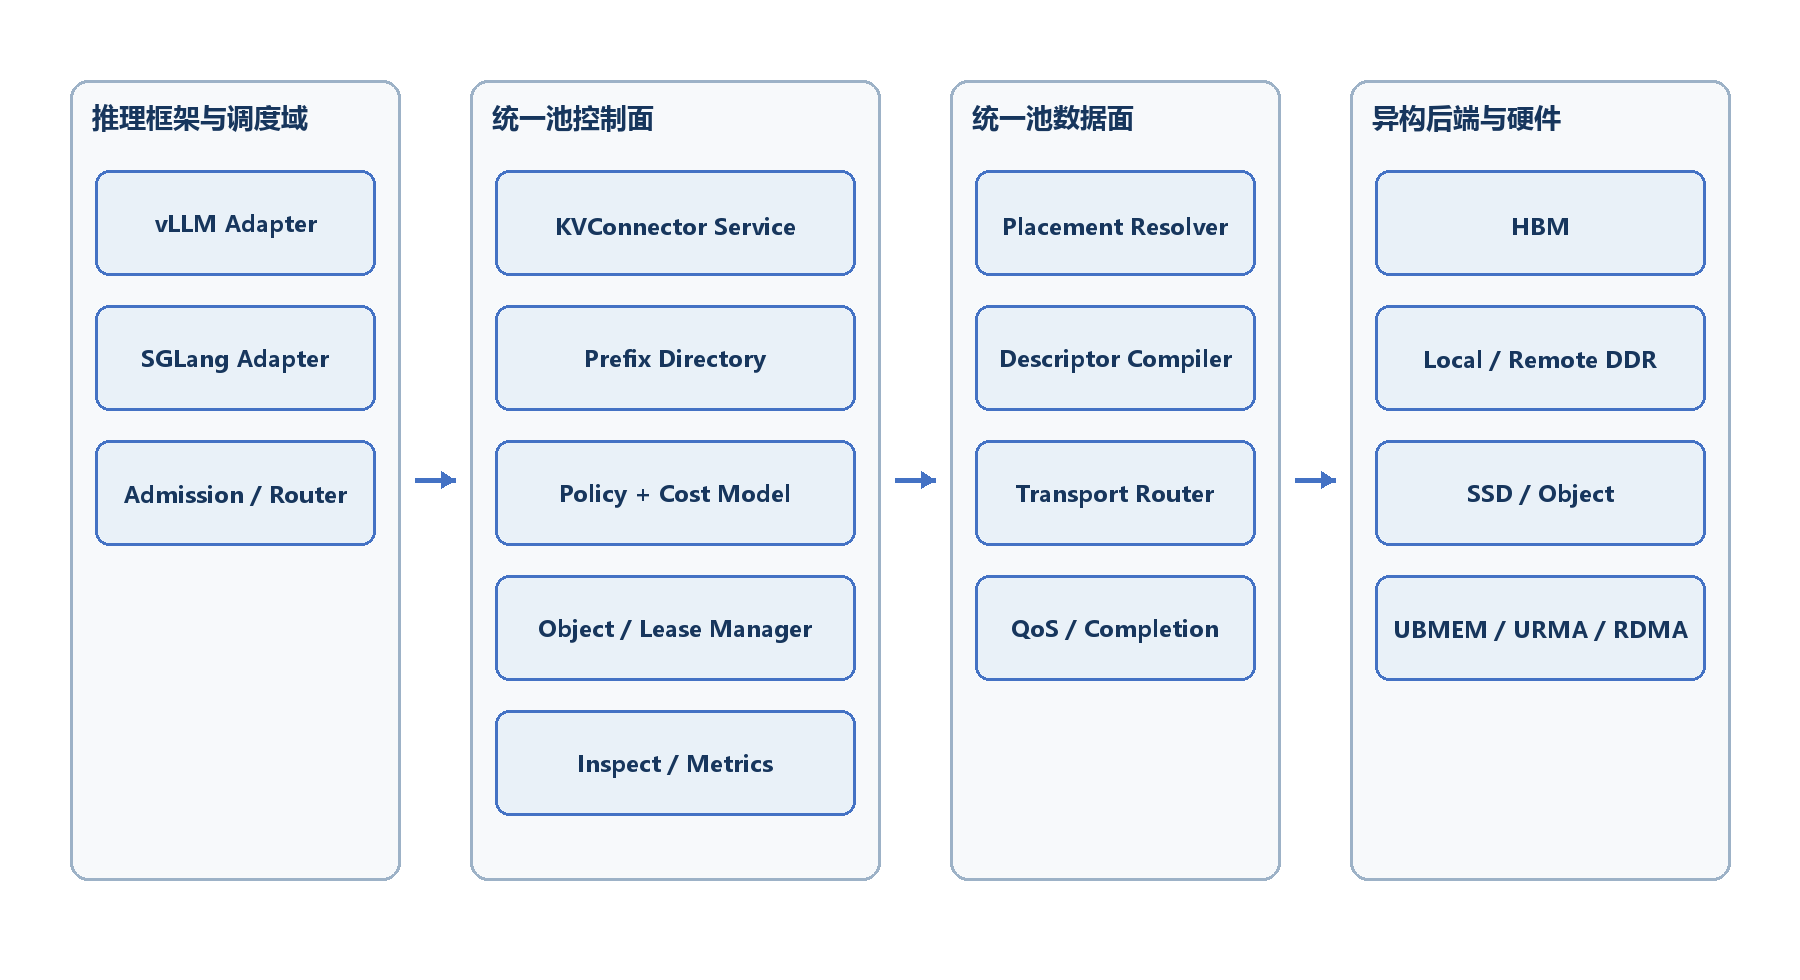 推理框架与调度域
vLLM Adapter
SGLang Adapter
Admission / Router
统一池控制面
KVConnector Service
Prefix Directory
Policy + Cost Model
Object / Lease Manager
Inspect / Metrics
统一池数据面
Placement Resolver
Descriptor Compiler
Transport Router
QoS / Completion
异构后端与硬件
HBM
Local / Remote DDR
SSD / Object
UBMEM / URMA / RDMA